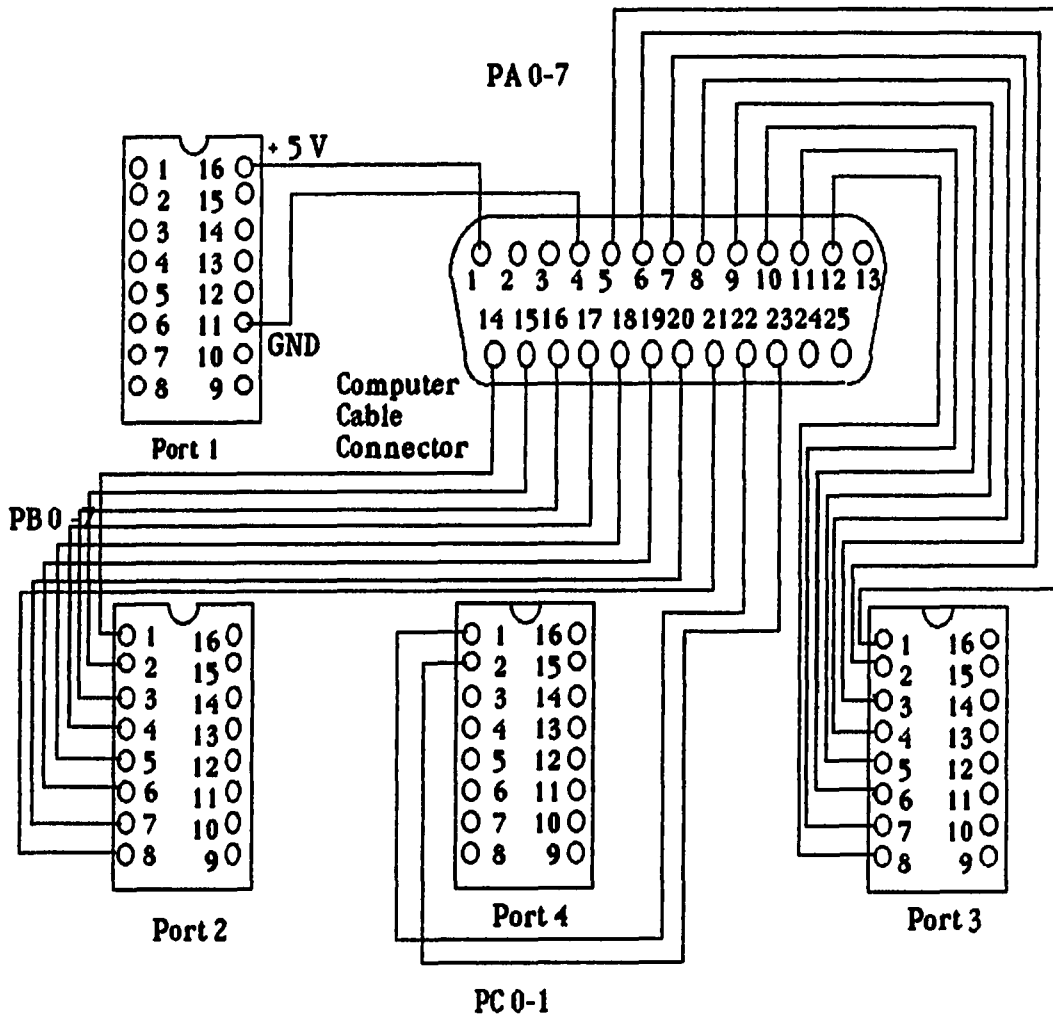 PA 0-7
+ 5 V
1 16
2 15
3 14
4 13
5 12
6 11
7 10
8 9
GND
Port 1
1 2 3 4 5 6 7 8 9 10 11 12 13
14 15 16 17 18 19 20 21 22 23 24 25
Computer
Cable
Connector
PB 0 - 7
1 16
2 15
3 14
4 13
5 12
6 11
7 10
8 9
Port 2
1 16
2 15
3 14
4 13
5 12
6 11
7 10
8 9
Port 4
1 16
2 15
3 14
4 13
5 12
6 11
7 10
8 9
Port 3
PC 0-1